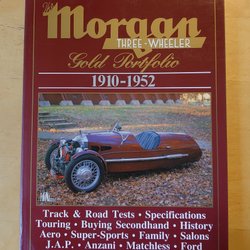 Morgan
THREE-WHEELER
Gold Portfolio
1910-1952
Track & Road Tests • Specifications
Touring • Buying Secondhand • History
Aero • Super-Sports • Family • Salons
J.A.P. • Anzani • Matchless • Ford